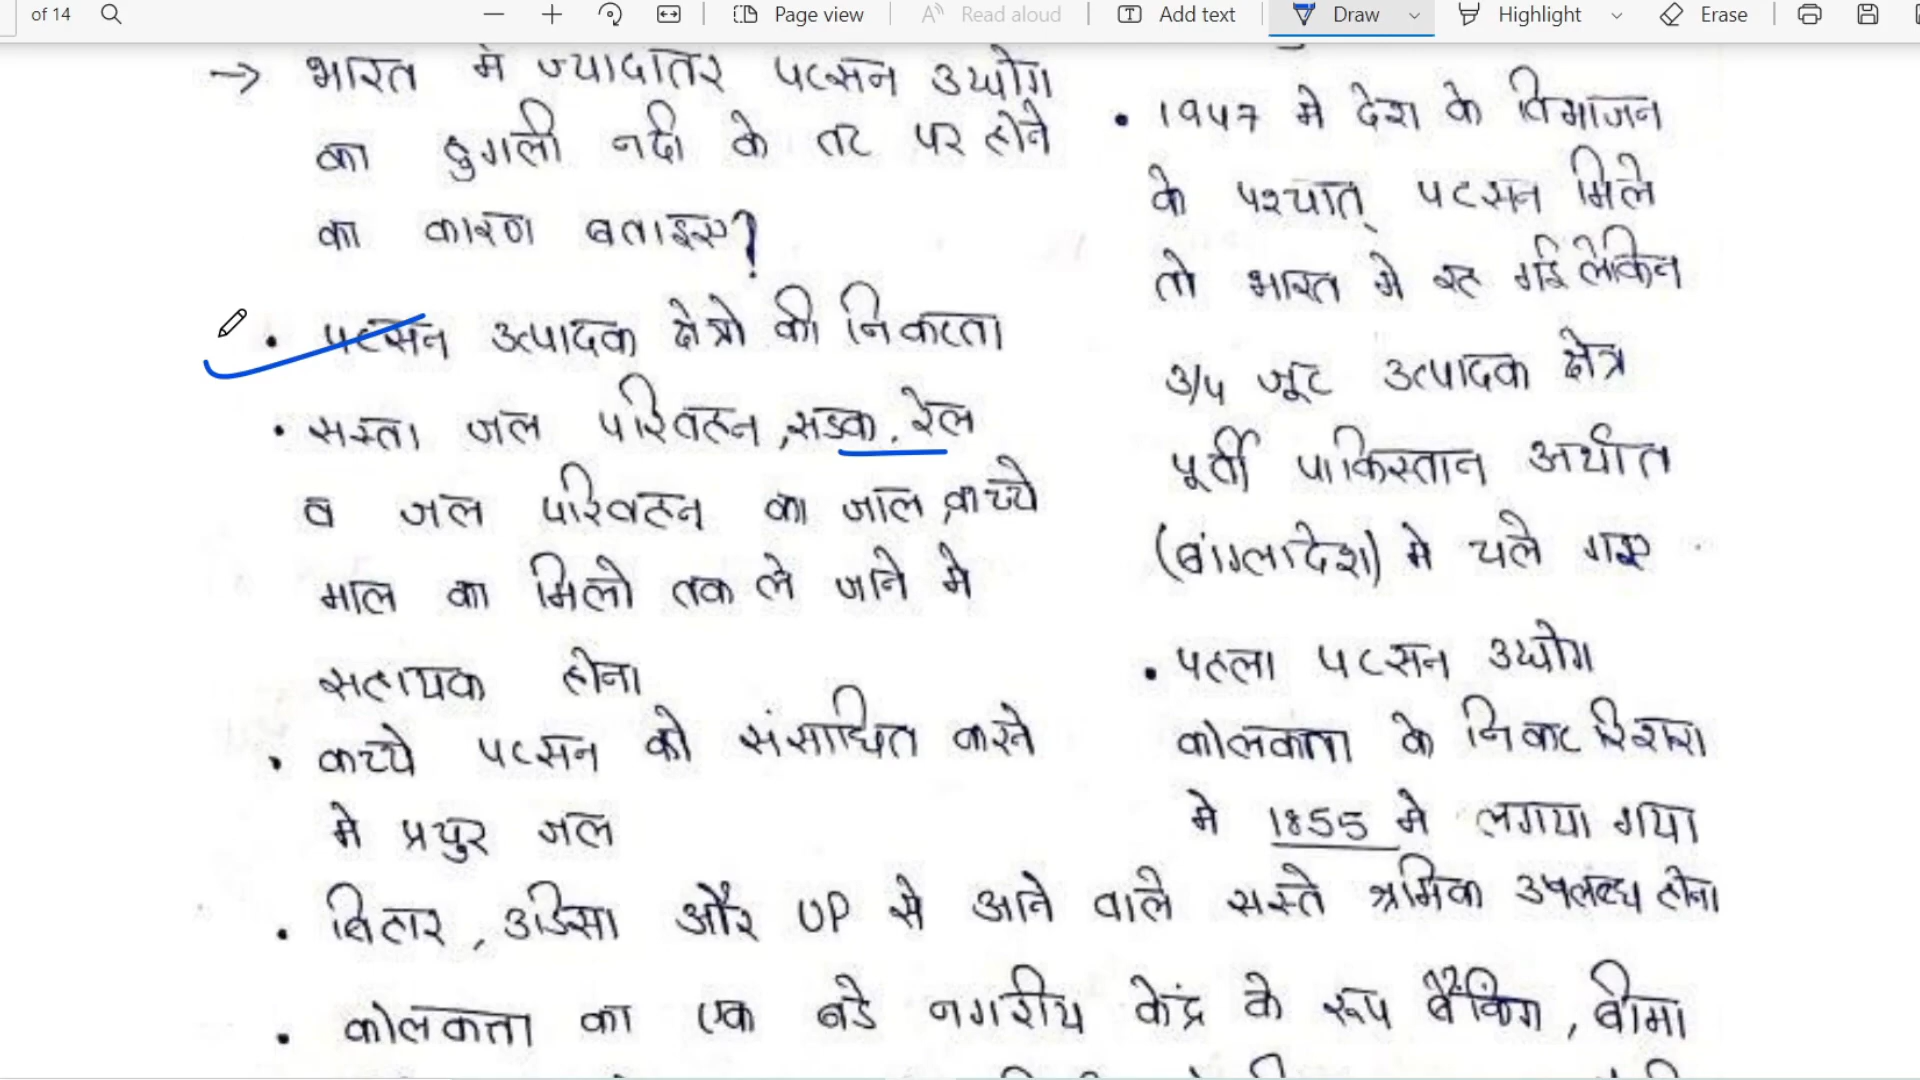 of 14 Page view Read aloud Add text Draw Highlight Erase
→ भारत में ज्यादातर पटसन उद्योग
का हुगली नदी के तट पर होने
का कारण बताइए?
• पटसन उत्पादक क्षेत्रो की निकटता
• सस्ता जल परिवहन, सडक, रेल
व जल परिवहन का जाल, कच्चे
माल का मिलो तक ले जाने मे
सहायक होना
• कच्चे पटसन को संसाधित करने
मे प्रचुर जल
• 1947 मे देश के विभाजन
के पश्चात् पटसन मिले
तो भारत मे रह गई लेकिन
3/4 जूट उत्पादक क्षेत्र
पूर्वी पाकिस्तान अर्थात
(बांग्लादेश) मे चले गए
• पहला पटसन उद्योग
कोलकत्ता के निकट रिशरा
मे 1855 मे लगया गया
• बिहार, उडिसा और UP से आने वाले सस्ते श्रमिक उपलब्ध होना
• कोलकत्ता का एक बडे नगरीय केंद्र के रूप बैंकिंग, बीमा